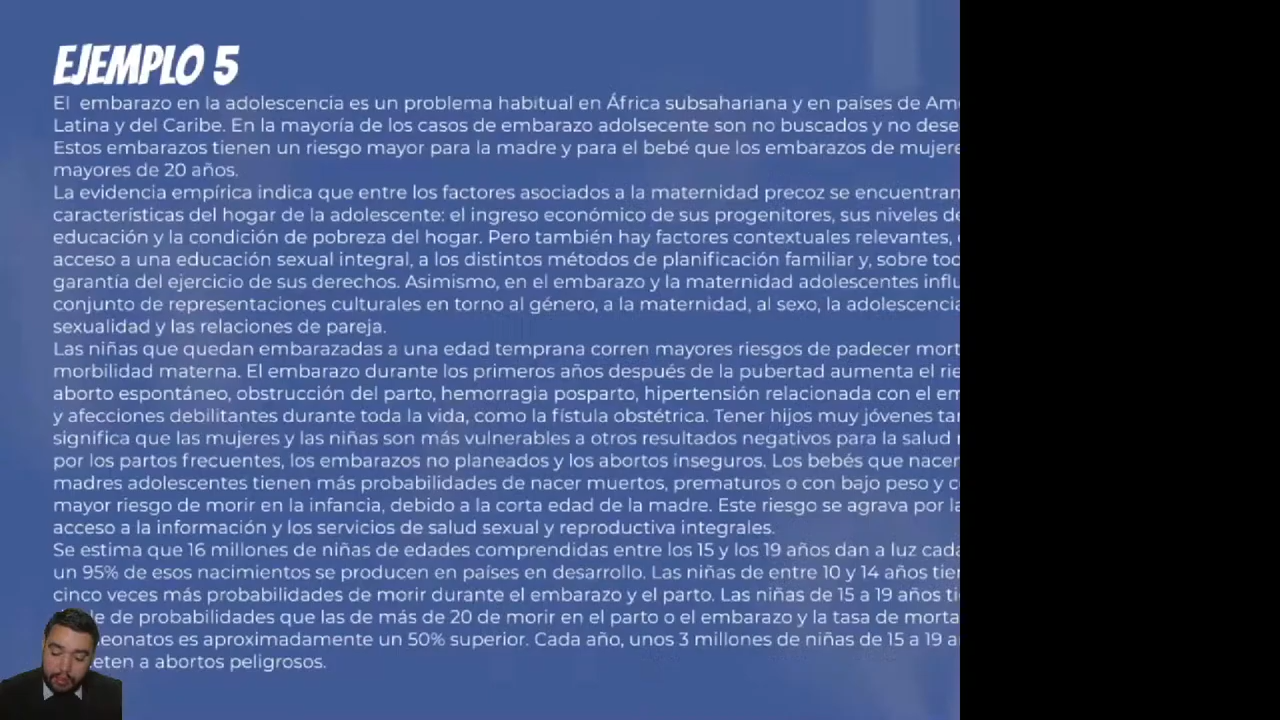 EJEMPLO 5
El embarazo en la adolescencia es un problema habitual en África subsahariana y en países de Am
Latina y del Caribe. En la mayoría de los casos de embarazo adolsecente son no buscados y no dese
Estos embarazos tienen un riesgo mayor para la madre y para el bebé que los embarazos de mujere
mayores de 20 años.
La evidencia empírica indica que entre los factores asociados a la maternidad precoz se encuentran
características del hogar de la adolescente: el ingreso económico de sus progenitores, sus niveles de
educación y la condición de pobreza del hogar. Pero también hay factores contextuales relevantes,
acceso a una educación sexual integral, a los distintos métodos de planificación familiar y, sobre tod
garantía del ejercicio de sus derechos. Asimismo, en el embarazo y la maternidad adolescentes influ
conjunto de representaciones culturales en torno al género, a la maternidad, al sexo, la adolescencia
sexualidad y las relaciones de pareja.
Las niñas que quedan embarazadas a una edad temprana corren mayores riesgos de padecer mort
morbilidad materna. El embarazo durante los primeros años después de la pubertad aumenta el rie
aborto espontáneo, obstrucción del parto, hemorragia posparto, hipertensión relacionada con el em
y afecciones debilitantes durante toda la vida, como la fístula obstétrica. Tener hijos muy jóvenes tam
significa que las mujeres y las niñas son más vulnerables a otros resultados negativos para la salud
por los partos frecuentes, los embarazos no planeados y los abortos inseguros. Los bebés que nacen
madres adolescentes tienen más probabilidades de nacer muertos, prematuros o con bajo peso y c
mayor riesgo de morir en la infancia, debido a la corta edad de la madre. Este riesgo se agrava por la
acceso a la información y los servicios de salud sexual y reproductiva integrales.
Se estima que 16 millones de niñas de edades comprendidas entre los 15 y los 19 años dan a luz cada
un 95% de esos nacimientos se producen en países en desarrollo. Las niñas de entre 10 y 14 años tien
cinco veces más probabilidades de morir durante el embarazo y el parto. Las niñas de 15 a 19 años ti
e de probabilidades que las de más de 20 de morir en el parto o el embarazo y la tasa de morta
eonatos es aproximadamente un 50% superior. Cada año, unos 3 millones de niñas de 15 a 19 a
eten a abortos peligrosos.